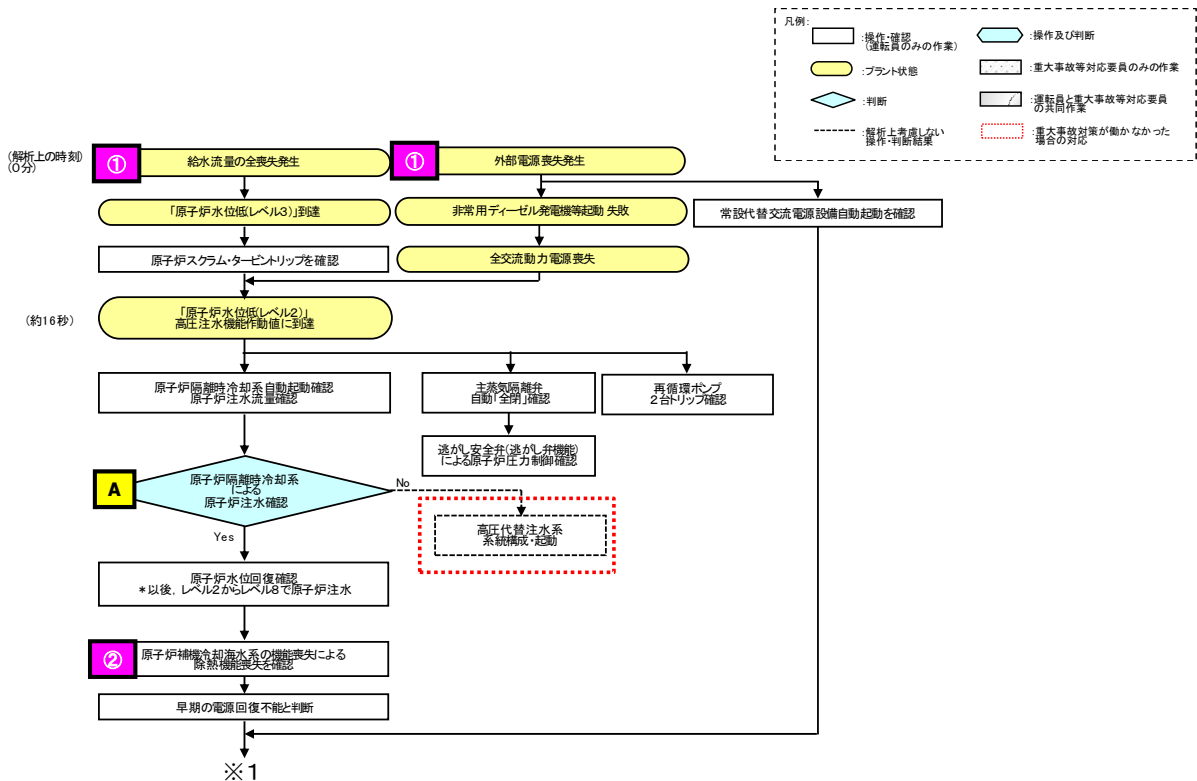 凡例:
:操作・確認
(運転員のみの作業)
:操作及び判断
:プラント状態
:重大事故等対応要員のみの作業
:判断
:運転員と重大事故等対応要員
の共同作業
:解析上考慮しない
操作・判断結果
:重大事故対策が働かなかった
場合の対応
(解析上の時刻)
(0分)
①
給水流量の全喪失発生
①
外部電源喪失発生
「原子炉水位低(レベル3)」到達
非常用ディーゼル発電機等起動 失敗
常設代替交流電源設備自動起動を確認
原子炉スクラム・タービントリップを確認
全交流動力電源喪失
(約16秒)
「原子炉水位低(レベル2)」
高圧注水機能作動値に到達
原子炉隔離時冷却系自動起動確認
原子炉注水流量確認
主蒸気隔離弁
自動「全閉」確認
再循環ポンプ
2台トリップ確認
逃がし安全弁(逃がし弁機能)
による原子炉圧力制御確認
A
原子炉隔離時冷却系
による
原子炉注水確認
No
高圧代替注水系
系統構成・起動
Yes
原子炉水位回復確認
*以後, レベル2からレベル8で原子炉注水
②
原子炉補機冷却海水系の機能喪失による
除熱機能喪失を確認
早期の電源回復不能と判断
※1